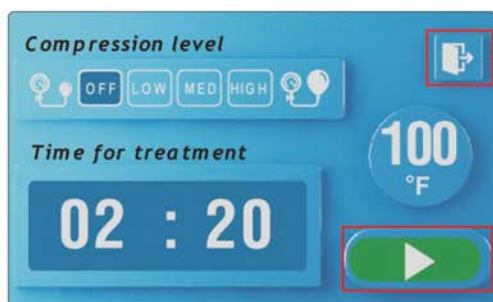 Compression level
OFF LOW MED HIGH
Time for treatment
100
°F
02 : 20